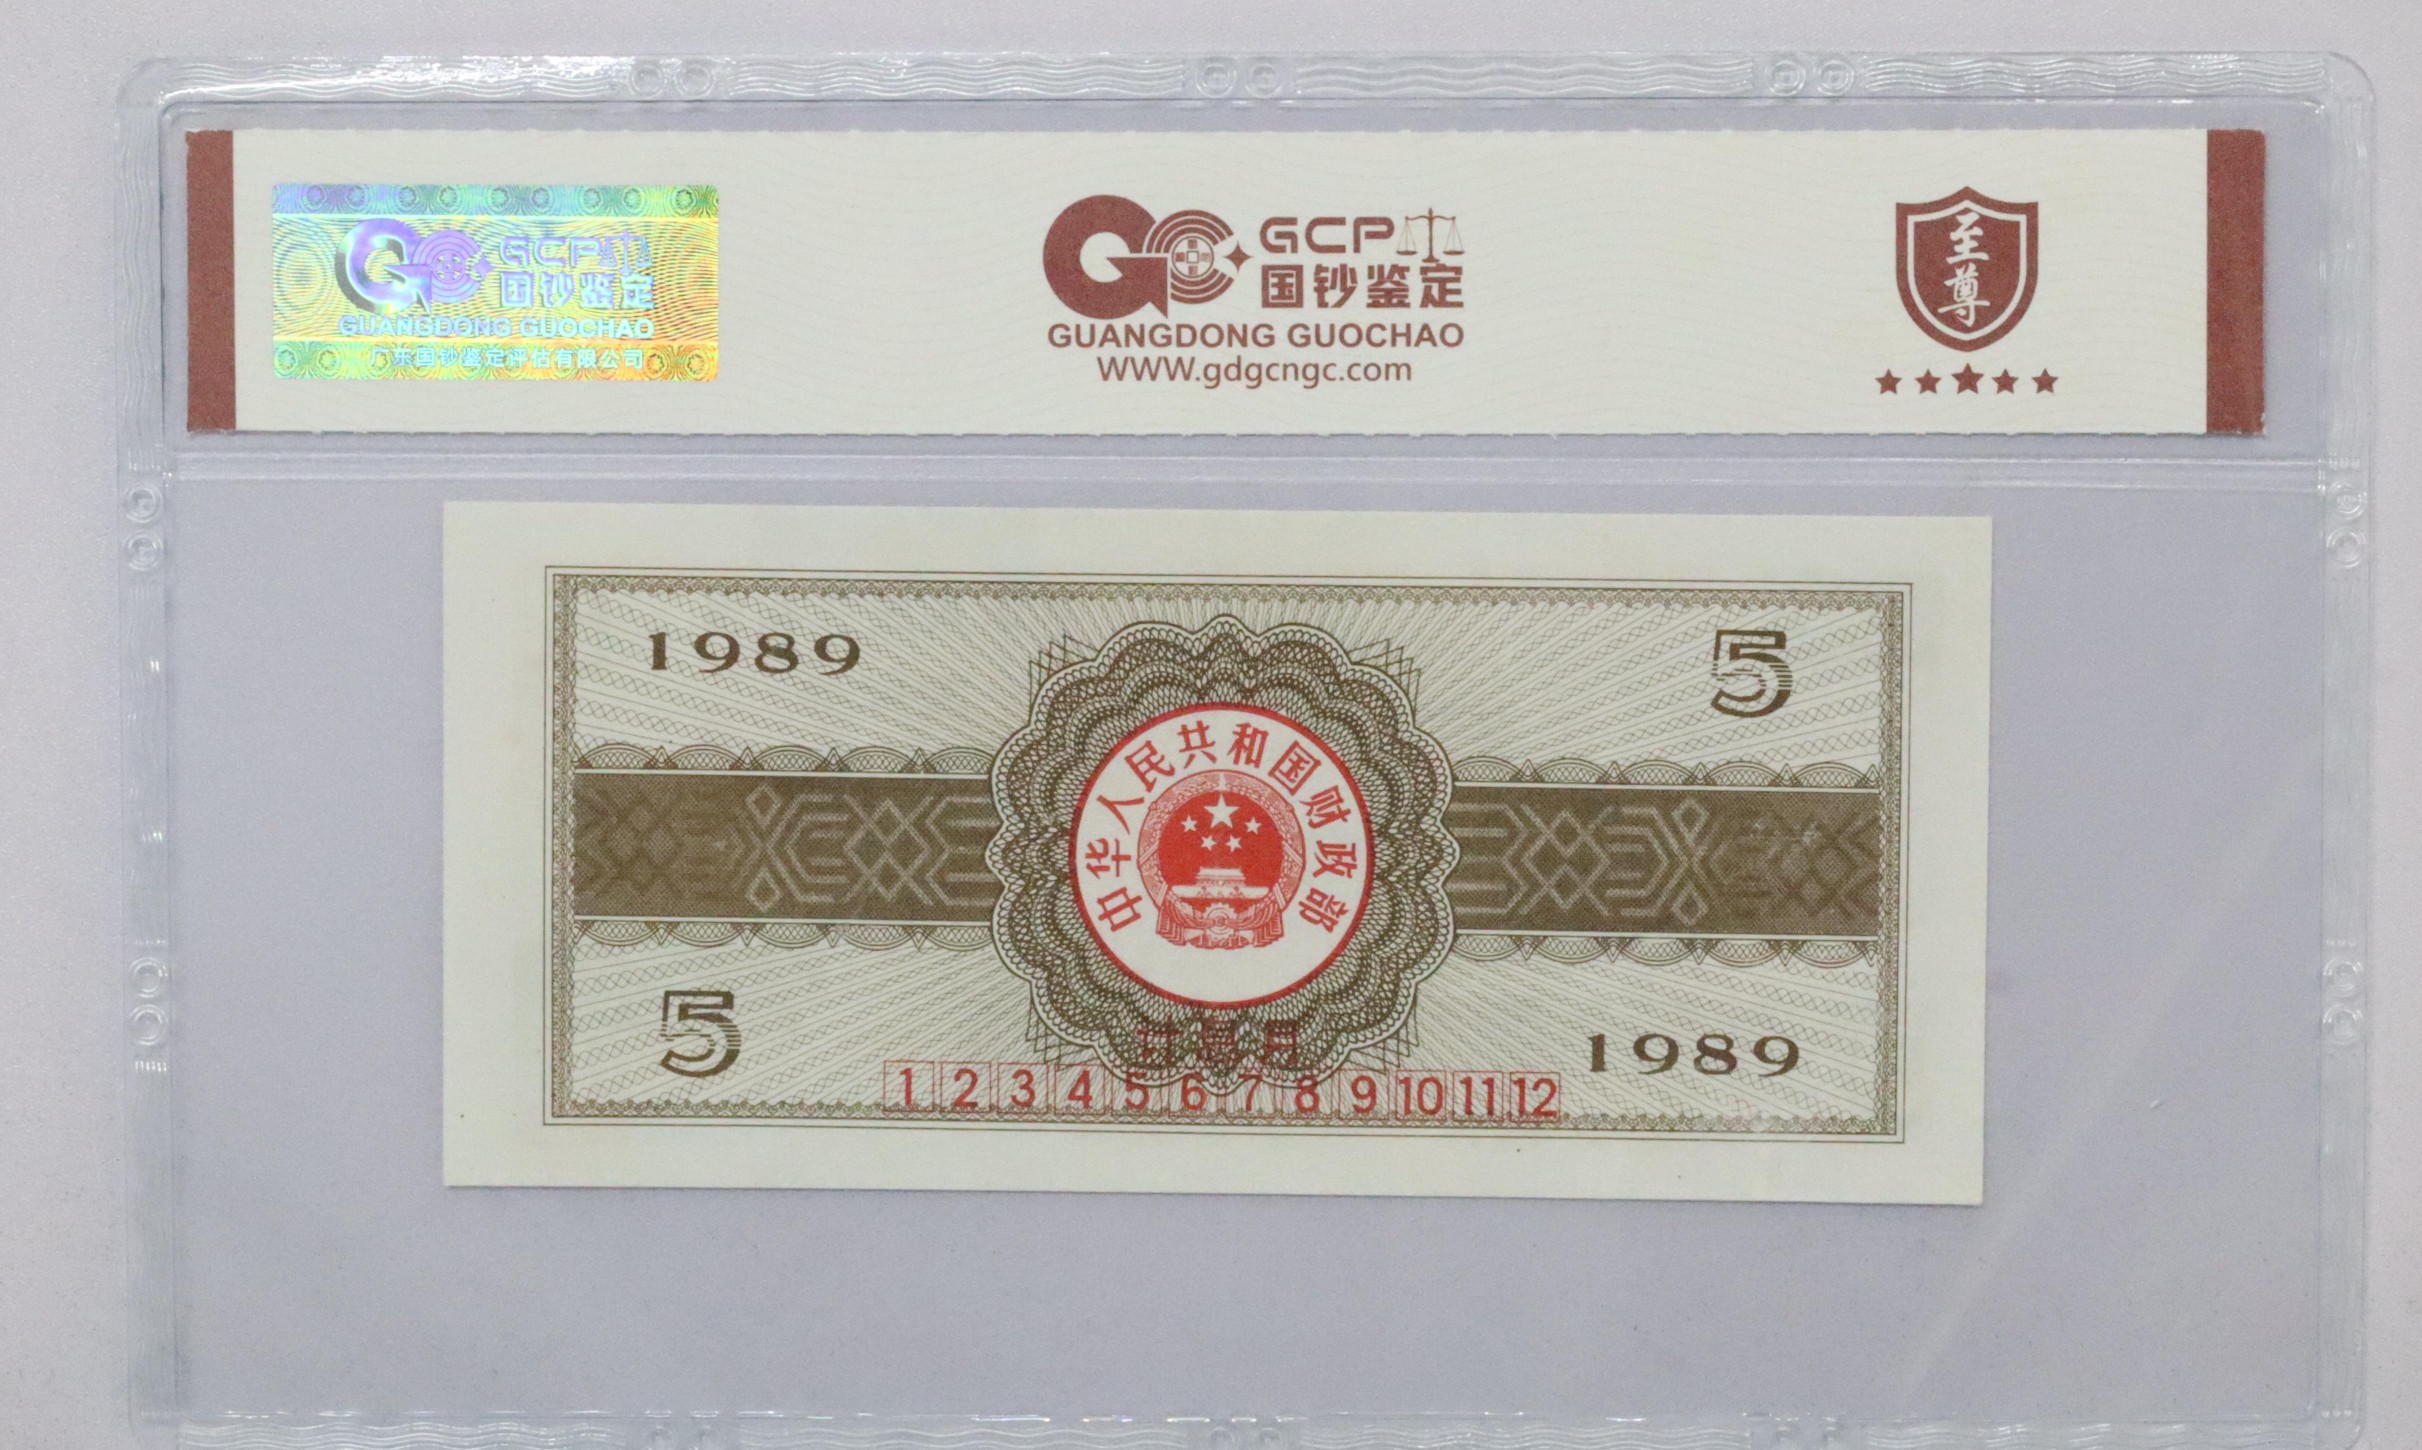 GCP
国钞鉴定
GUANGDONG GUOCHAO
广东国钞鉴定评估有限公司
GCP
国钞鉴定
GUANGDONG GUOCHAO
WWW.gdgcngc.com
至尊
1989
5
中华人民共和国财政部
5
计息月
1 2 3 4 5 6 7 8 9 10 11 12
1989